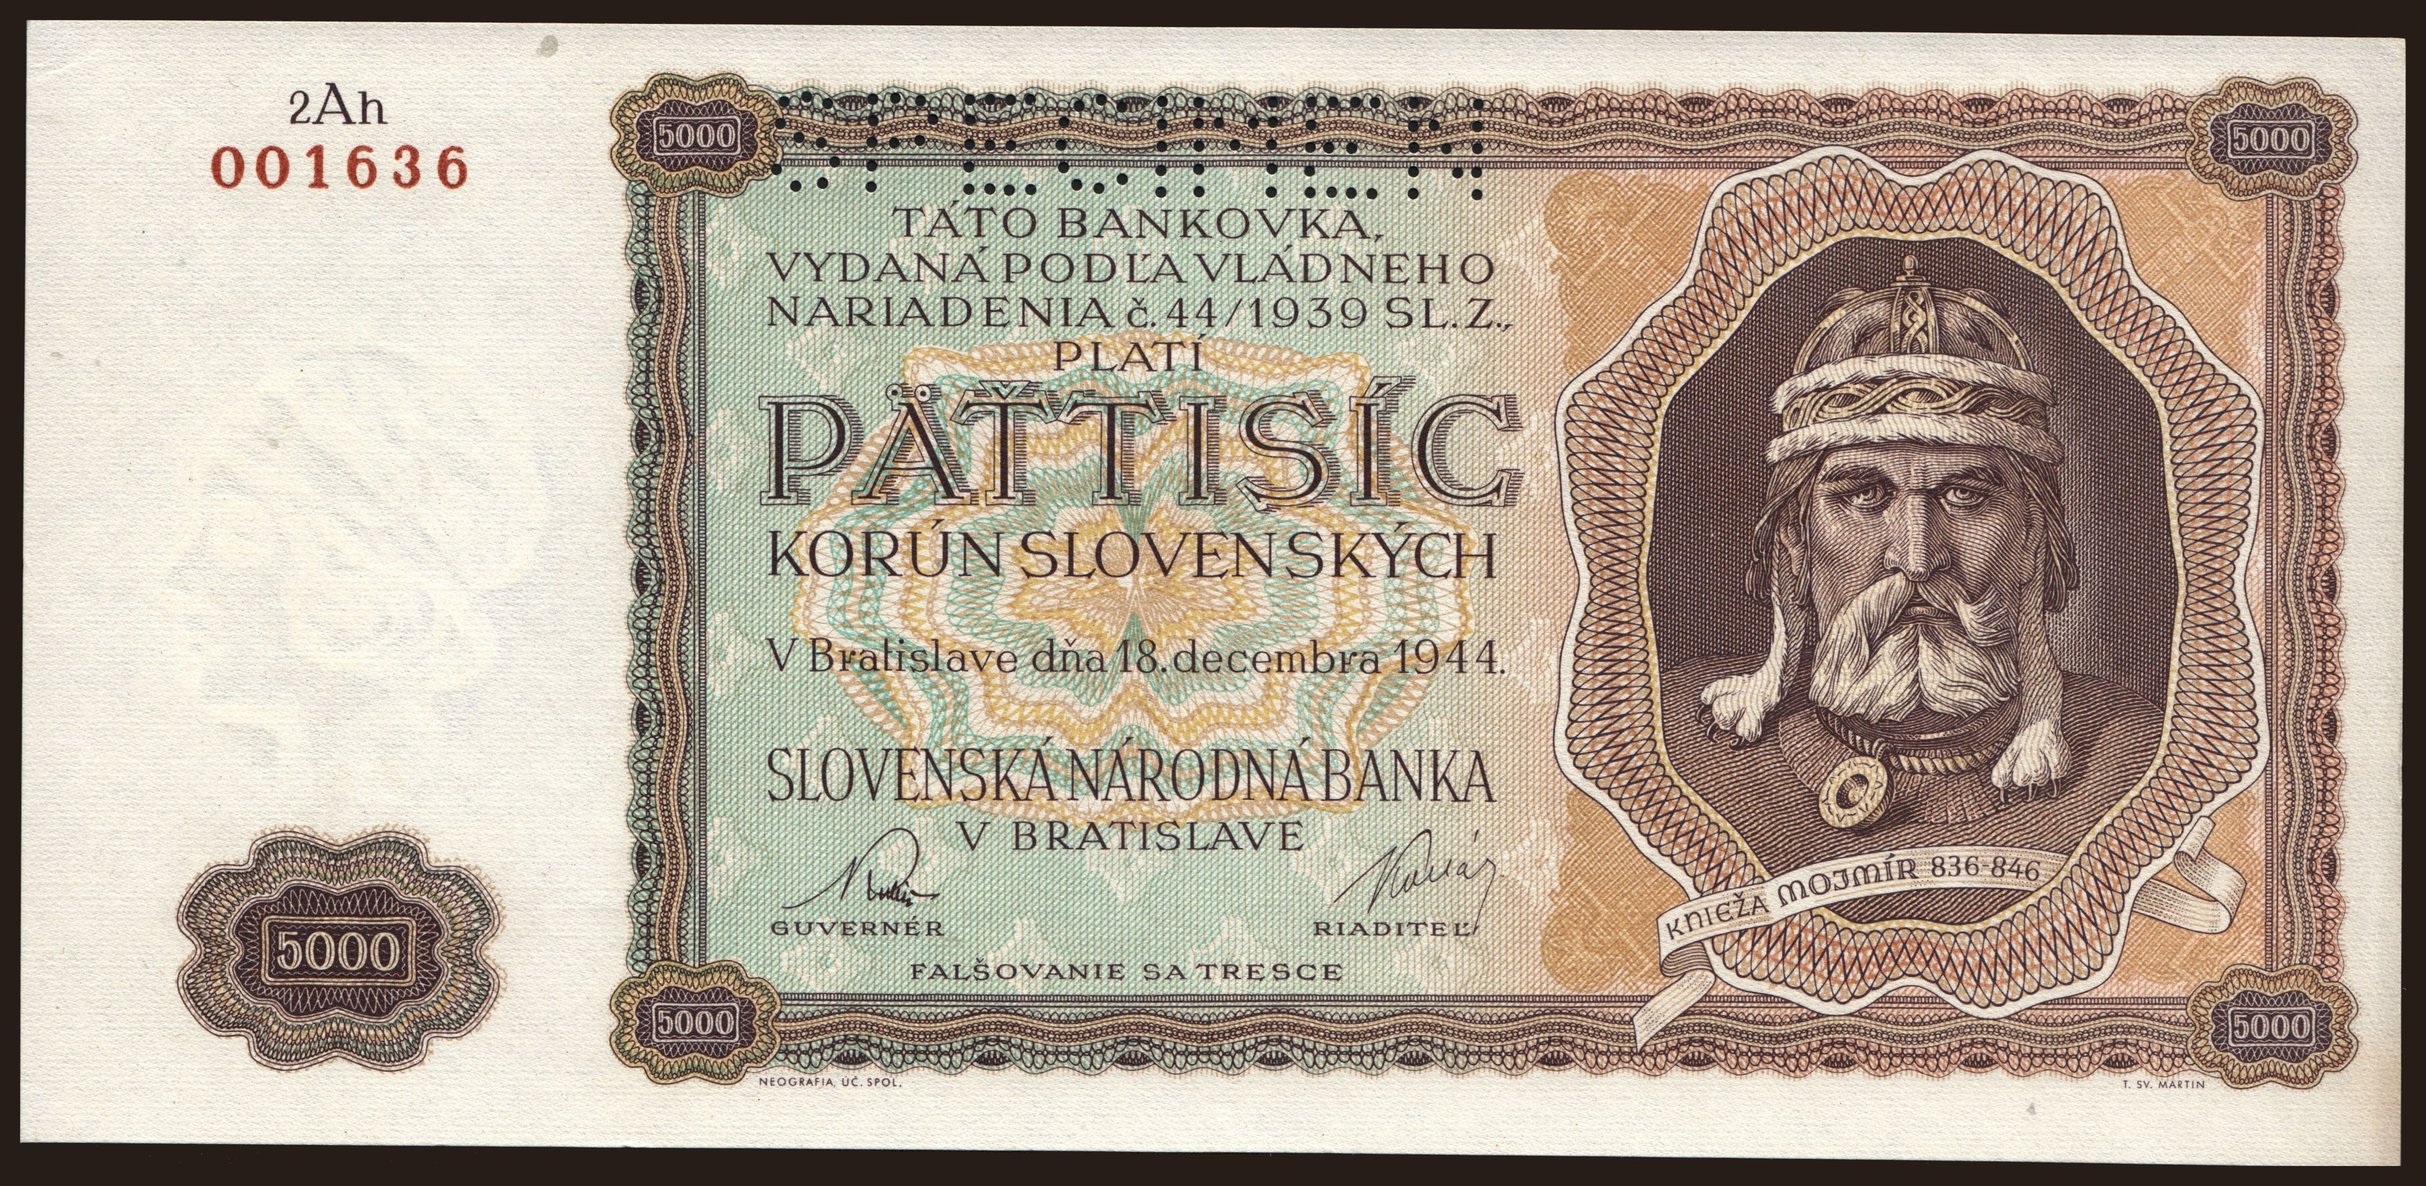 2Ah
001636
5000
5000
SPECIMEN
TÁTO BANKOVKA,
VYDANÁ PODĽA VLÁDNEHO
NARIADENIA č. 44/1939 SL. Z.,
PLATÍ
PÄŤTISÍC
KORÚN SLOVENSKÝCH
V Bratislave dňa 18. decembra 1944.
SLOVENSKÁ NÁRODNÁ BANKA
V BRATISLAVE
GUVERNÉR
RIADITEĽ
FALŠOVANIE SA TRESCE
KNIEŽA MOJMÍR 836-846
5000
5000
5000
NEOGRAFIA, UČ. SPOL.
T. SV. MARTIN